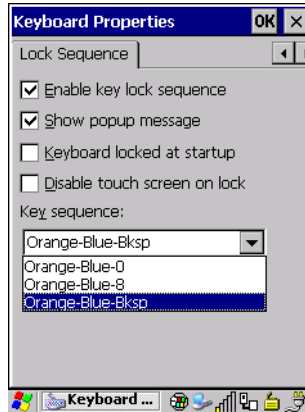 Keyboard Properties OK
Lock Sequence
Enable key lock sequence
Show popup message
Keyboard locked at startup
Disable touch screen on lock
Key sequence:
Orange-Blue-Bksp
Orange-Blue-0
Orange-Blue-8
Orange-Blue-Bksp
Keyboard ...